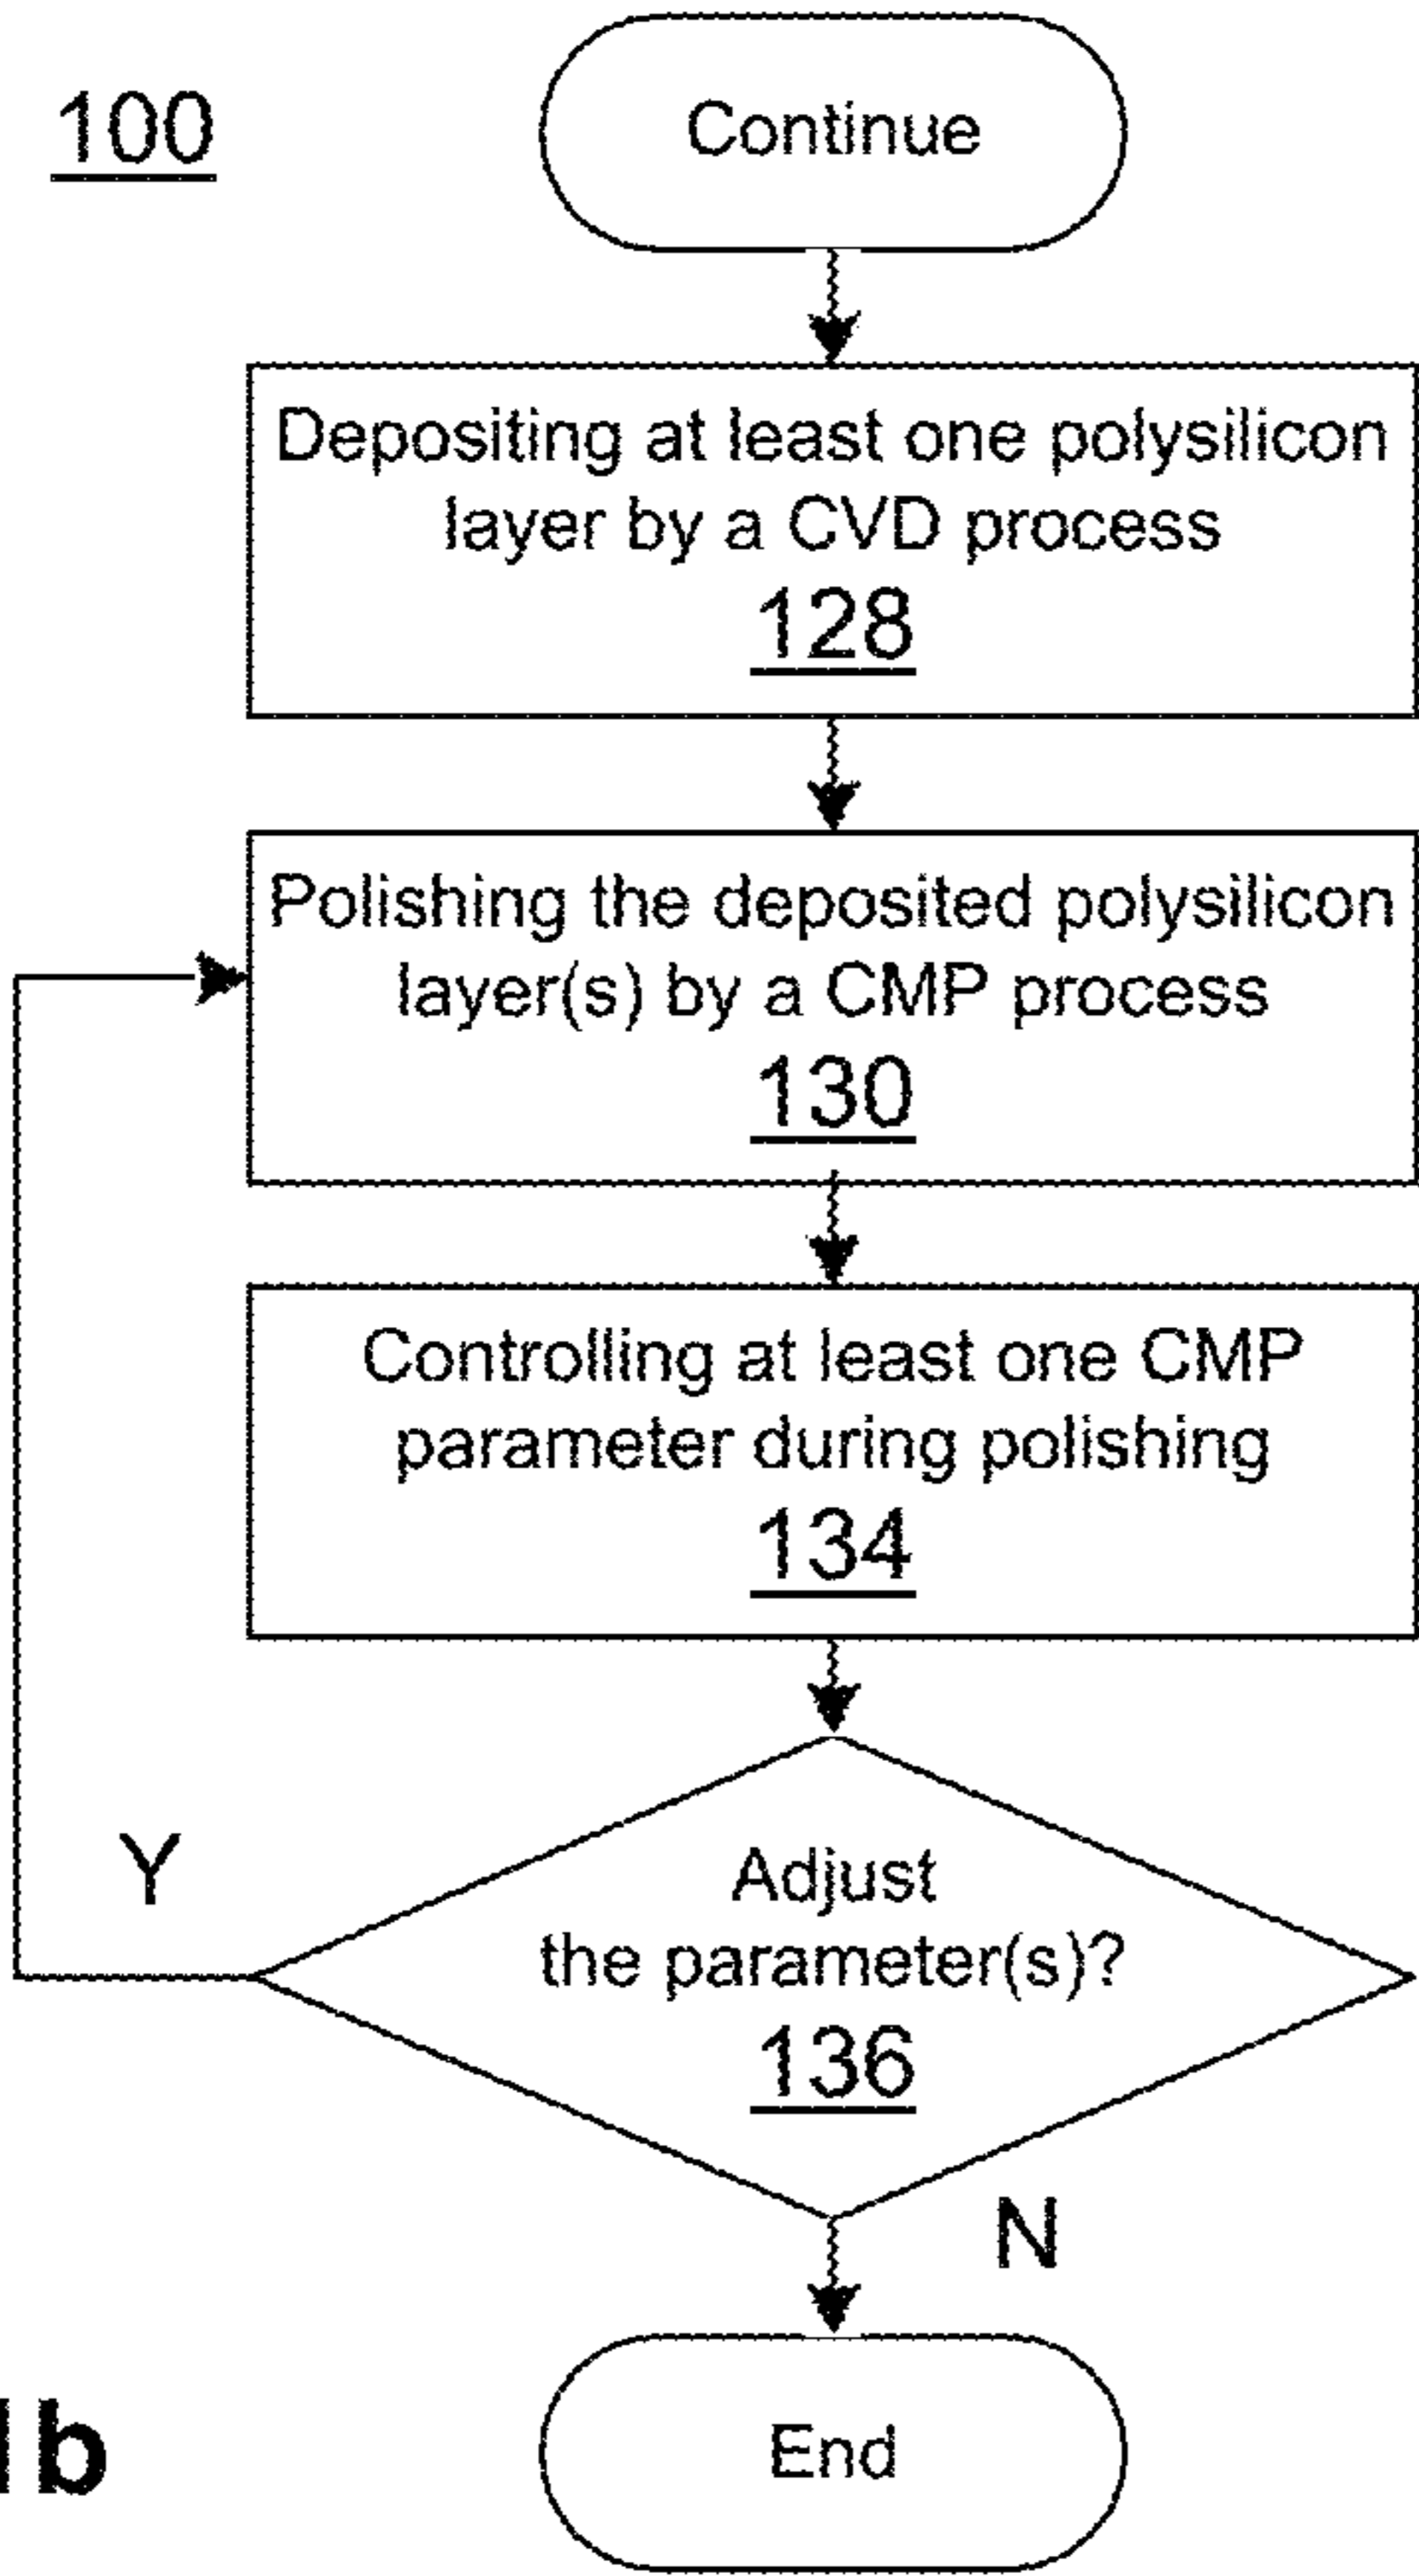 100
Continue
Depositing at least one polysilicon
layer by a CVD process
128
Polishing the deposited polysilicon
layer(s) by a CMP process
130
Controlling at least one CMP
parameter during polishing
134
Y
Adjust
the parameter(s)?
136
N
End
1b